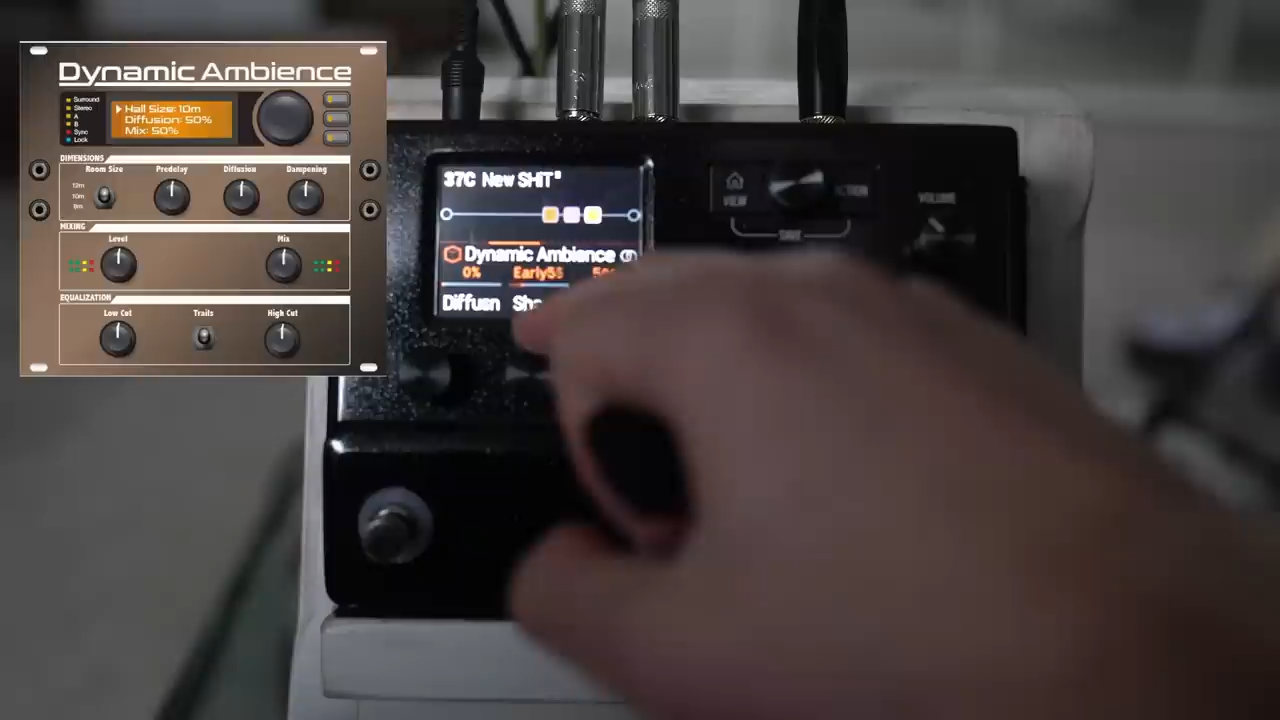 Dynamic Ambience
Surround
Stereo
A
B
Sync
Lock
Hall Size: 10m
Diffusion: 50%
Mix: 50%
DIMENSIONS
Room Size
Predelay
Diffusion
Dampening
12m
10m
8m
MIXING
Level
Mix
EQUALIZATION
Low Cut
Trails
High Cut
37C New SHIT
Dynamic Ambience
0%
Diffusn
VIEW
ACTION
SAVE
VOLUME